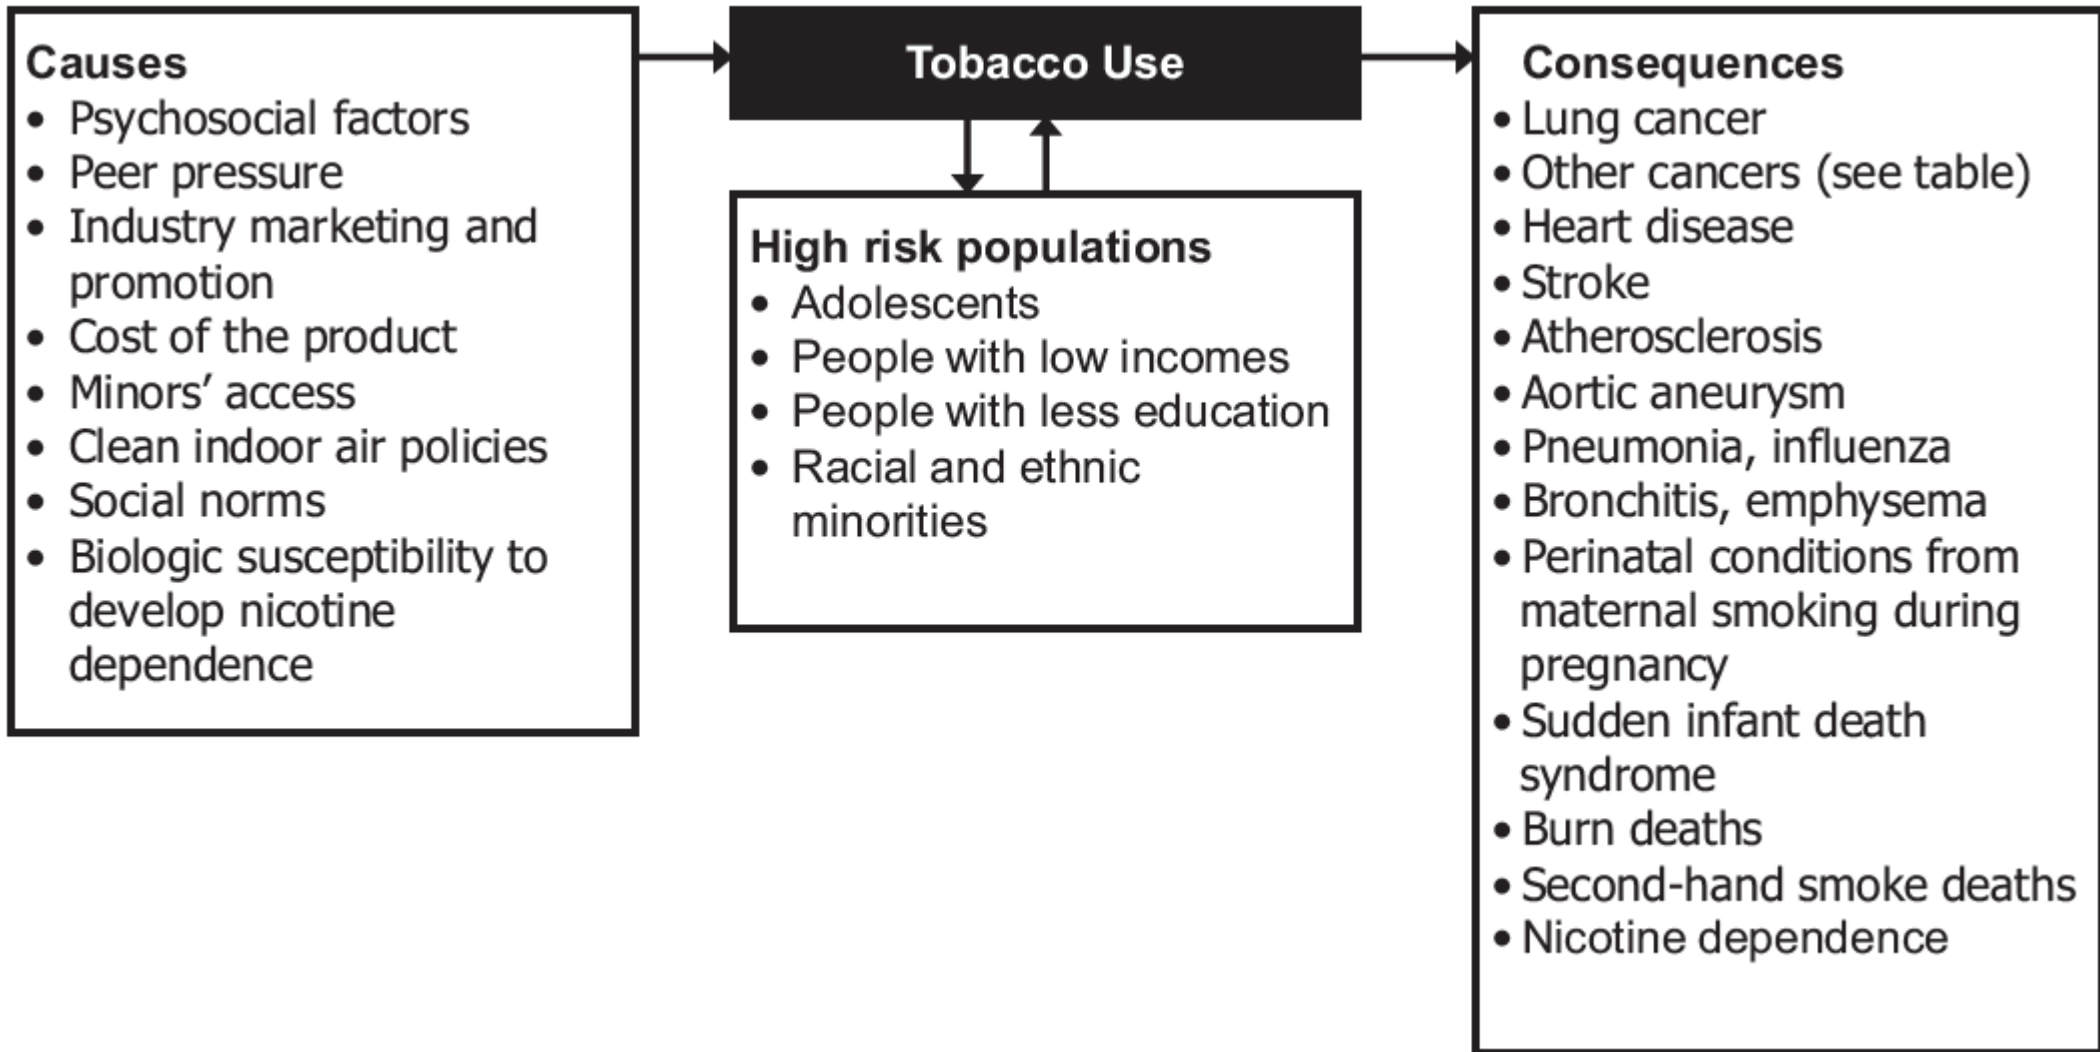 Causes
• Psychosocial factors
• Peer pressure
• Industry marketing and
promotion
• Cost of the product
• Minors’ access
• Clean indoor air policies
• Social norms
• Biologic susceptibility to
develop nicotine
dependence
Tobacco Use
High risk populations
• Adolescents
• People with low incomes
• People with less education
• Racial and ethnic
minorities
Consequences
• Lung cancer
• Other cancers (see table)
• Heart disease
• Stroke
• Atherosclerosis
• Aortic aneurysm
• Pneumonia, influenza
• Bronchitis, emphysema
• Perinatal conditions from
maternal smoking during
pregnancy
• Sudden infant death
syndrome
• Burn deaths
• Second-hand smoke deaths
• Nicotine dependence